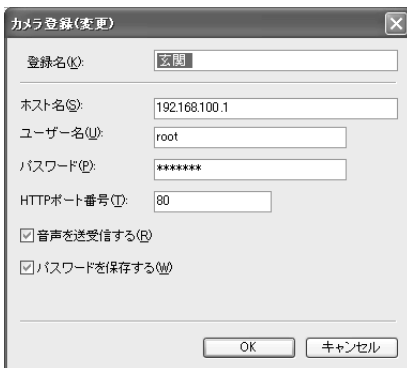 カメラ登録(変更)
登録名(K): 玄関
ホスト名(S): 192.168.100.1
ユーザー名(U): root
パスワード(P): *******
HTTPポート番号(T): 80
音声を送受信する(R)
パスワードを保存する(W)
OK キャンセル